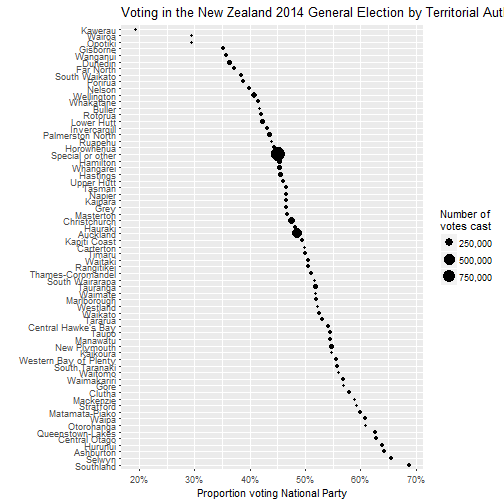 Voting in the New Zealand 2014 General Election by Territorial Aut
Kawerau
Wairoa
Opotiki
Gisborne
Wanganui
Dunedin
Far North
South Waikato
Porirua
Nelson
Wellington
Whakatane
Buller
Rotorua
Lower Hutt
Invercargill
Palmerston North
Ruapehu
Horowhenua
Special or other
Hamilton
Whangarei
Hastings
Upper Hutt
Tasman
Napier
Kaipara
Grey
Masterton
Christchurch
Hauraki
Auckland
Kapiti Coast
Carterton
Timaru
Waitaki
Rangitikei
Thames-Coromandel
South Wairarapa
Tauranga
Waimate
Marlborough
Westland
Waikato
Tararua
Central Hawke's Bay
Taupo
Manawatu
New Plymouth
Kaikoura
Western Bay of Plenty
South Taranaki
Waitomo
Waimakariri
Gore
Clutha
Mackenzie
Stratford
Matamata-Piako
Waipa
Otorohanga
Queenstown-Lakes
Central Otago
Hurunui
Ashburton
Selwyn
Southland
20%
30%
40%
50%
60%
70%
Proportion voting National Party
Number of
votes cast
250,000
500,000
750,000